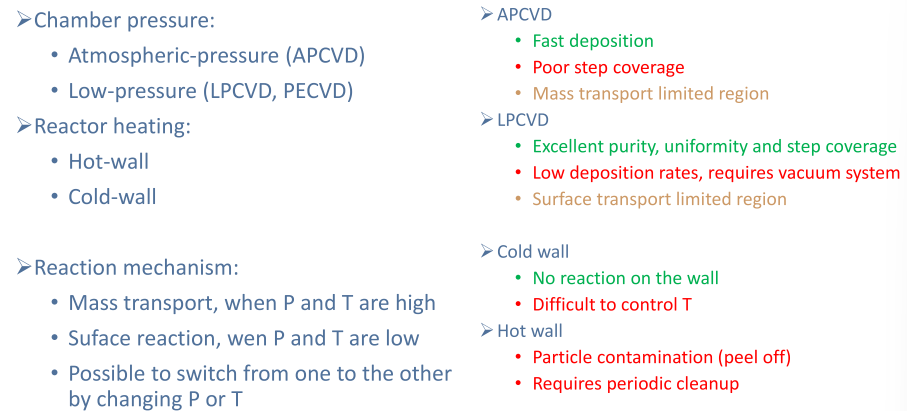 ➢Chamber pressure:
• Atmospheric-pressure (APCVD)
• Low-pressure (LPCVD, PECVD)
➢Reactor heating:
• Hot-wall
• Cold-wall
➢Reaction mechanism:
• Mass transport, when P and T are high
• Suface reaction, wen P and T are low
• Possible to switch from one to the other
by changing P or T
➢APCVD
• Fast deposition
• Poor step coverage
• Mass transport limited region
➢LPCVD
• Excellent purity, uniformity and step coverage
• Low deposition rates, requires vacuum system
• Surface transport limited region
➢Cold wall
• No reaction on the wall
• Difficult to control T
➢Hot wall
• Particle contamination (peel off)
• Requires periodic cleanup